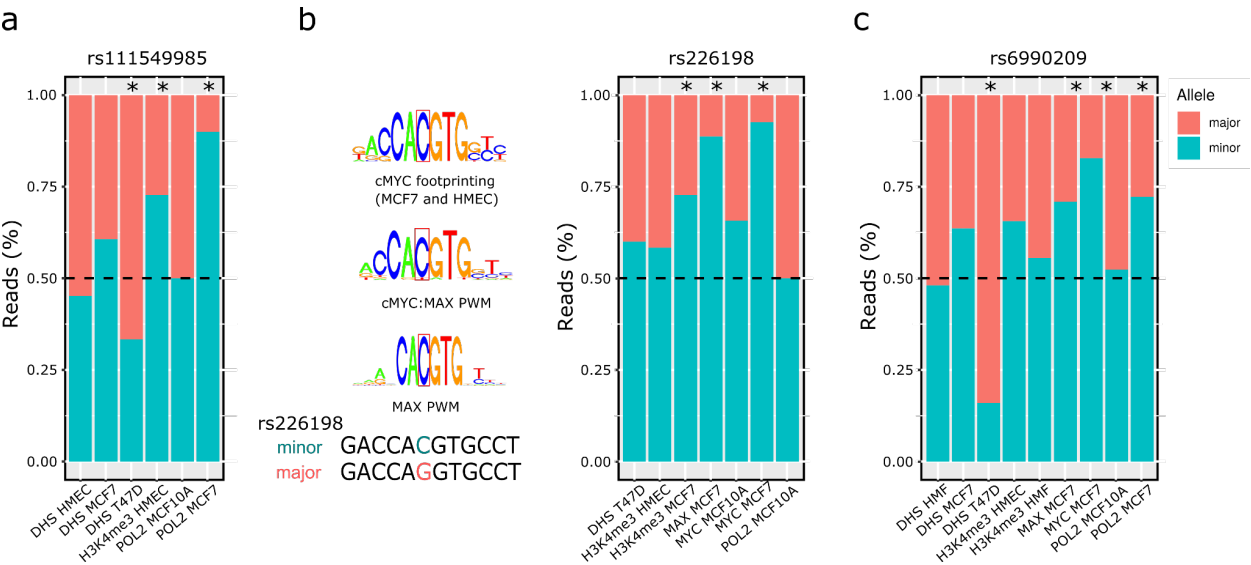 a
rs111549985
* * *
Reads (%)
1.00
0.75
0.50
0.25
0.00
DHS HMEC
DHS MCF7
DHS T47D
H3K4me3 HMEC
POL2 MCF10A
POL2 MCF7
b
CACGTG
cMYC footprinting
(MCF7 and HMEC)
CACGTG
cMYC:MAX PWM
CACGTG
MAX PWM
rs226198
minor GACCACGTGCCT
major GACCAGGTGCCT
rs226198
* * *
Reads (%)
1.00
0.75
0.50
0.25
0.00
DHS T47D
H3K4me3 HMEC
H3K4me3 MCF7
MAX MCF7
MYC MCF10A
MYC MCF7
POL2 MCF10A
c
rs6990209
* * * *
Reads (%)
1.00
0.75
0.50
0.25
0.00
DHS HMF
DHS MCF7
DHS T47D
H3K4me3 HMEC
H3K4me3 HMF
MAX MCF7
MYC MCF7
POL2 MCF10A
POL2 MCF7
Allele
major
minor